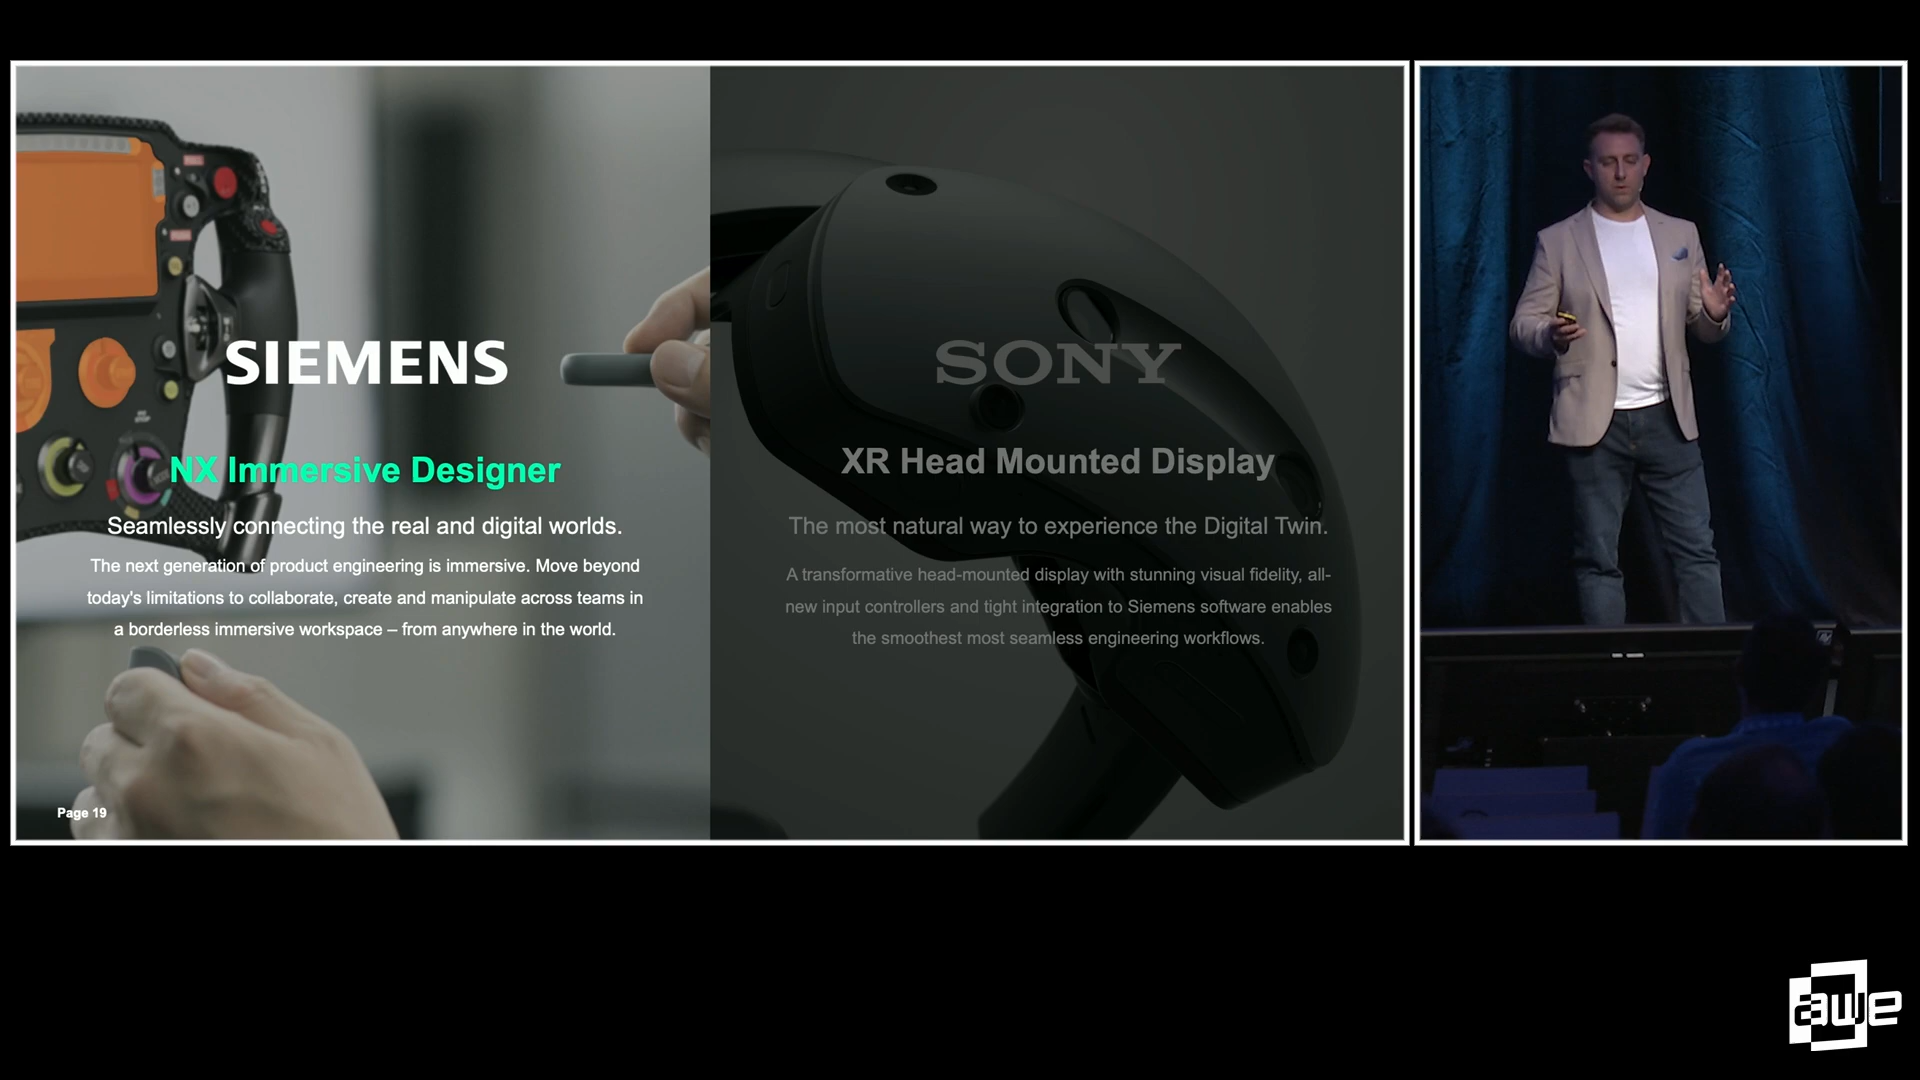 SIEMENS
NX Immersive Designer
Seamlessly connecting the real and digital worlds.
The next generation of product engineering is immersive. Move beyond
today's limitations to collaborate, create and manipulate across teams in
a borderless immersive workspace – from anywhere in the world.
Page 19
SONY
XR Head Mounted Display
The most natural way to experience the Digital Twin.
A transformative head-mounted display with stunning visual fidelity, all-
new input controllers and tight integration to Siemens software enables
the smoothest most seamless engineering workflows.
awe